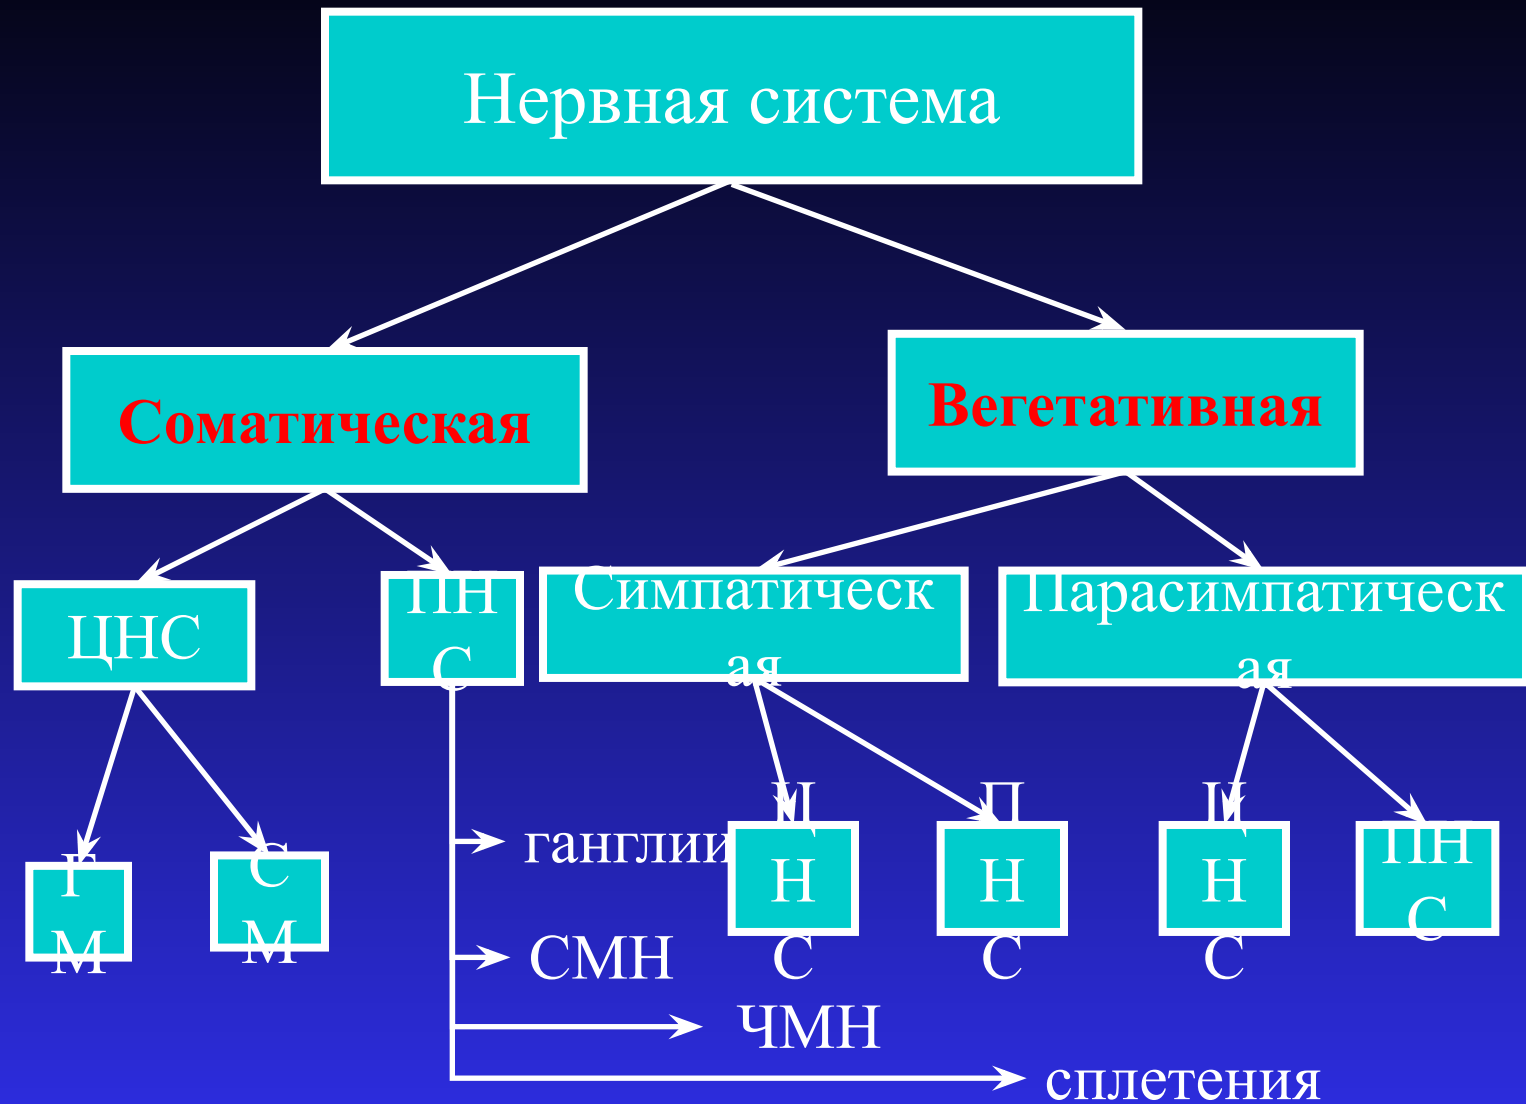 Нервная система
Соматическая
Вегетативная
ЦНС
ПН
С
Симпатическ
ая
Парасимпатическ
ая
Г
М
С
М
ганглии
СМН
ЧМН
сплетения
Ц
Н
С
П
Н
С
Ц
Н
С
ПН
С